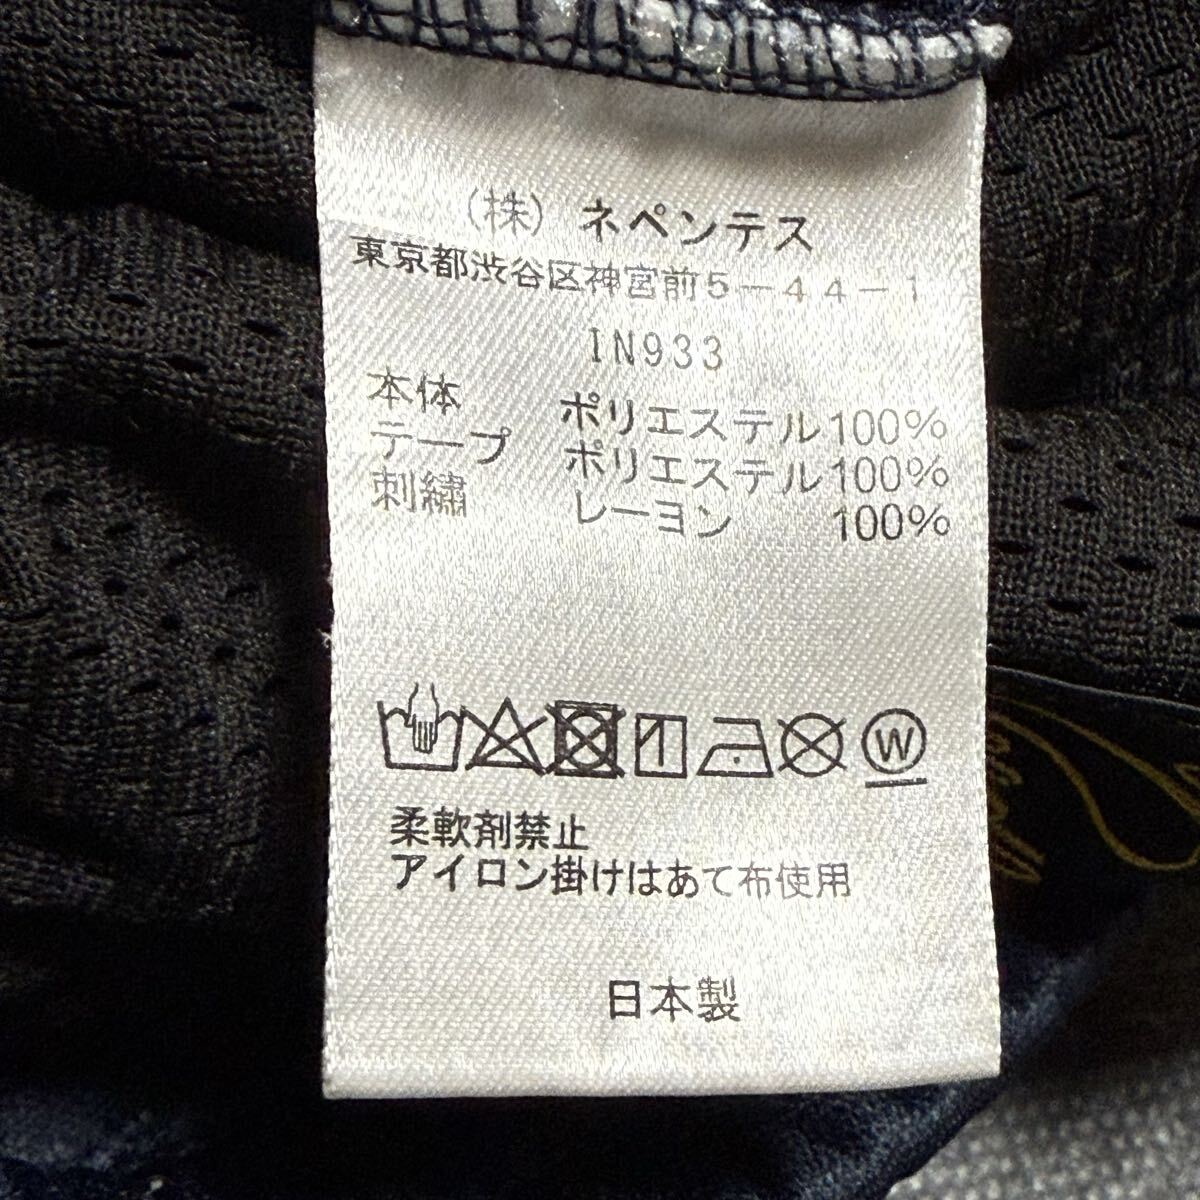 (株) ネペンテス
東京都渋谷区神宮前5-44-1
IN933
本体 ポリエステル100%
テープ ポリエステル100%
刺繍 レーヨン 100%
W
柔軟剤禁止
アイロン掛けはあて布使用
日本製